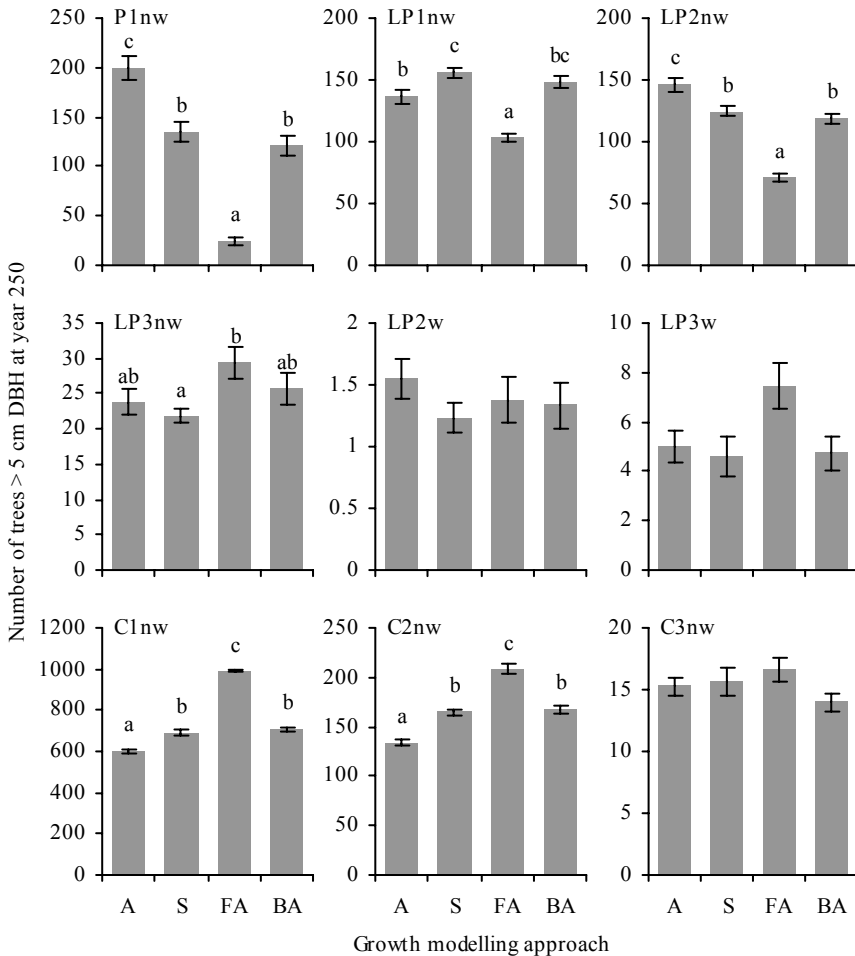 Number of trees > 5 cm DBH at year 250
P1nw
250
200
150
100
50
0
c
b
a
b
LP1nw
200
150
100
50
0
b
c
a
bc
LP2nw
200
150
100
50
0
c
b
a
b
LP3nw
35
30
25
20
15
10
5
0
ab
a
b
ab
LP2w
2
1.5
1
0.5
0
LP3w
10
8
6
4
2
0
C1nw
1200
1000
800
600
400
200
0
a
b
c
b
A S FA BA
C2nw
250
200
150
100
50
0
a
b
c
b
A S FA BA
C3nw
20
15
10
5
0
A S FA BA
Growth modelling approach